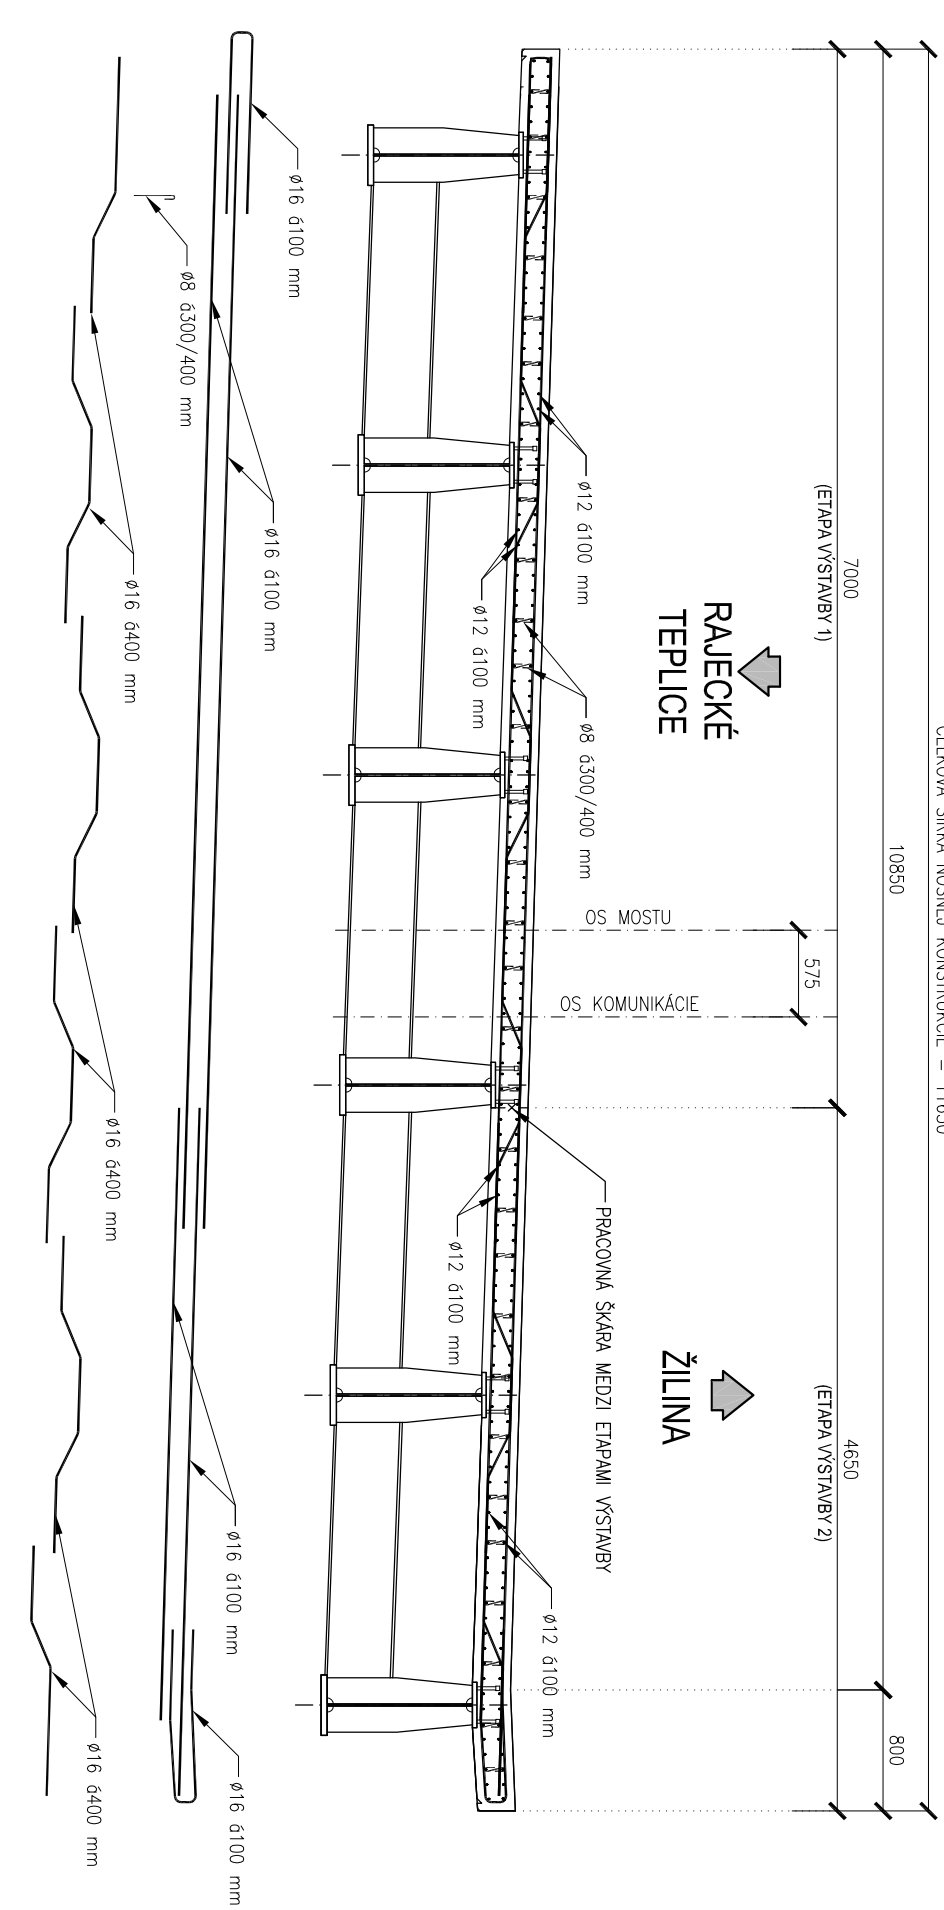 CELKOVÁ ŠÍRKA NOSNEJ KONŠTRUKCIE – 11650
10850
800
7000
(ETAPA VÝSTAVBY 1)
4650
(ETAPA VÝSTAVBY 2)
575
RAJECKÉ
TEPLICE
ŽILINA
OS MOSTU
OS KOMUNIKÁCIE
PRACOVNÁ ŠKÁRA MEDZI ETAPAMI VÝSTAVBY
ø12 á100 mm
ø8 á300/400 mm
ø12 á100 mm
ø12 á100 mm
ø12 á100 mm
ø16 á100 mm
ø16 á100 mm
ø16 á100 mm
ø16 á100 mm
ø8 á300/400 mm
ø16 á400 mm
ø16 á400 mm
ø16 á400 mm